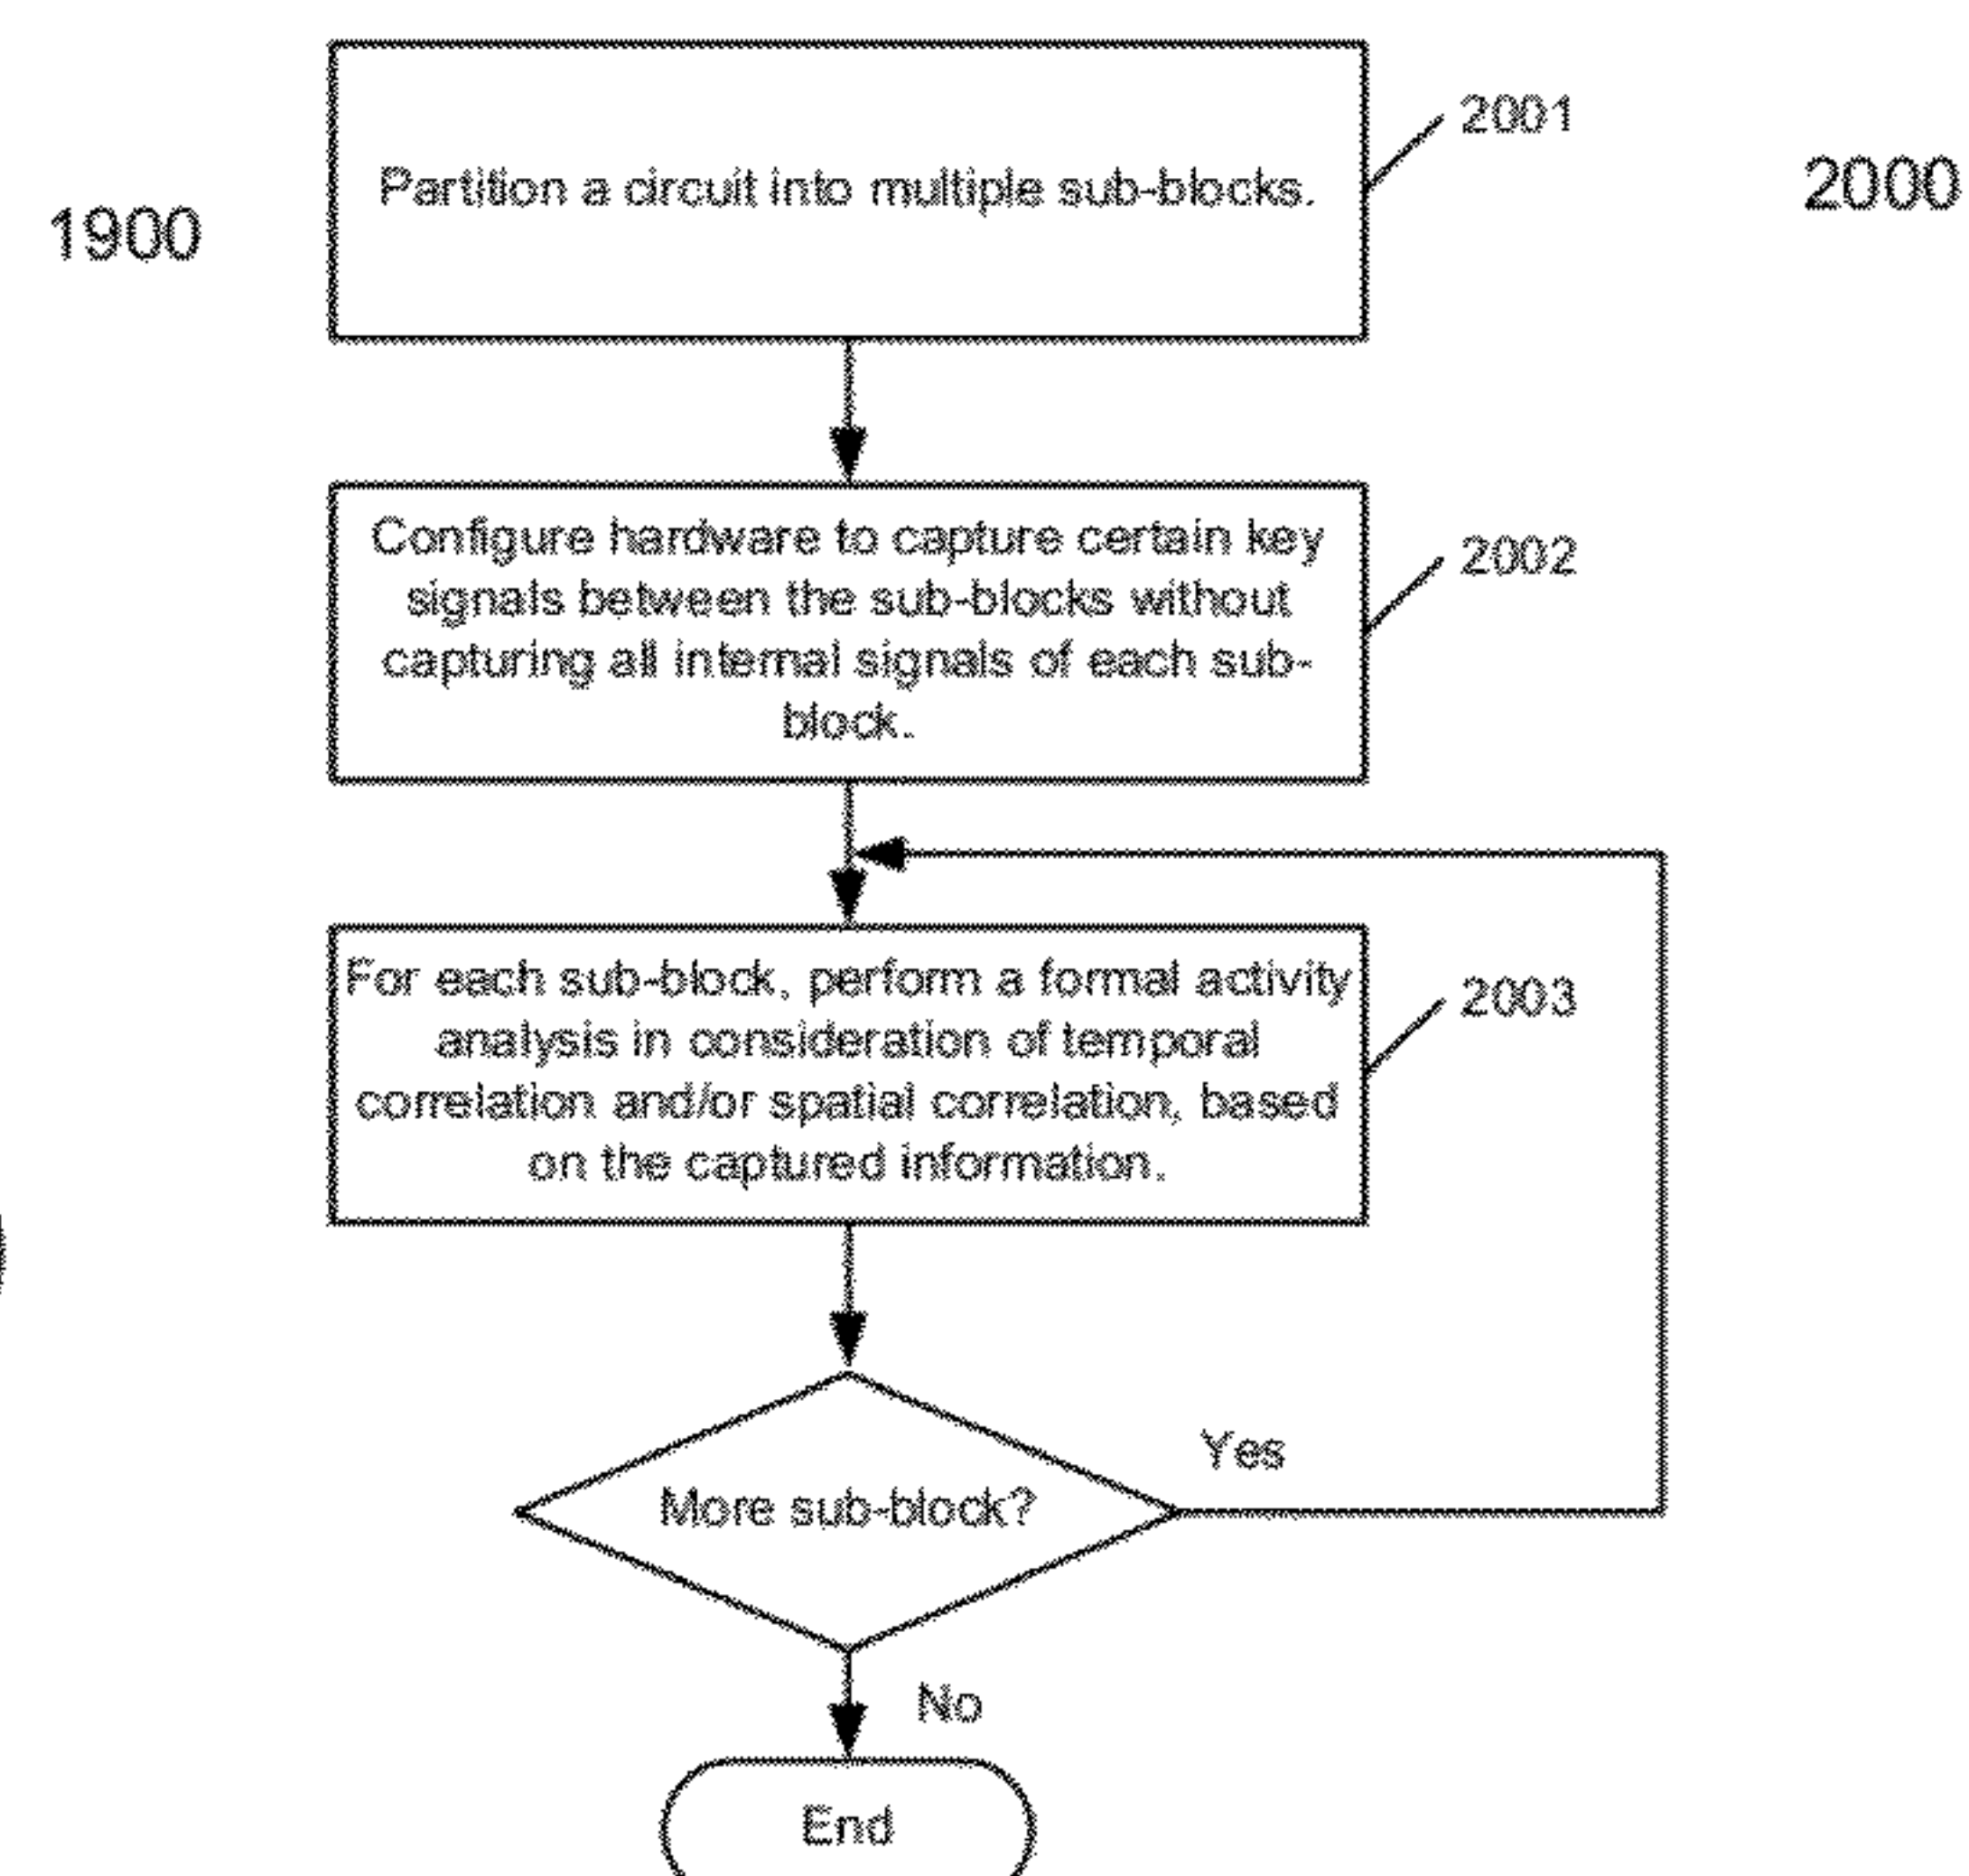 Partition a circuit into multiple sub-blocks.
2001
2000
1900
Configure hardware to capture certain key
signals between the sub-blocks without
capturing all internal signals of each sub-
block.
2002
For each sub-block, perform a formal activity
analysis in consideration of temporal
correlation and/or spatial correlation, based
on the captured information.
2003
More sub-block?
Yes
No
End